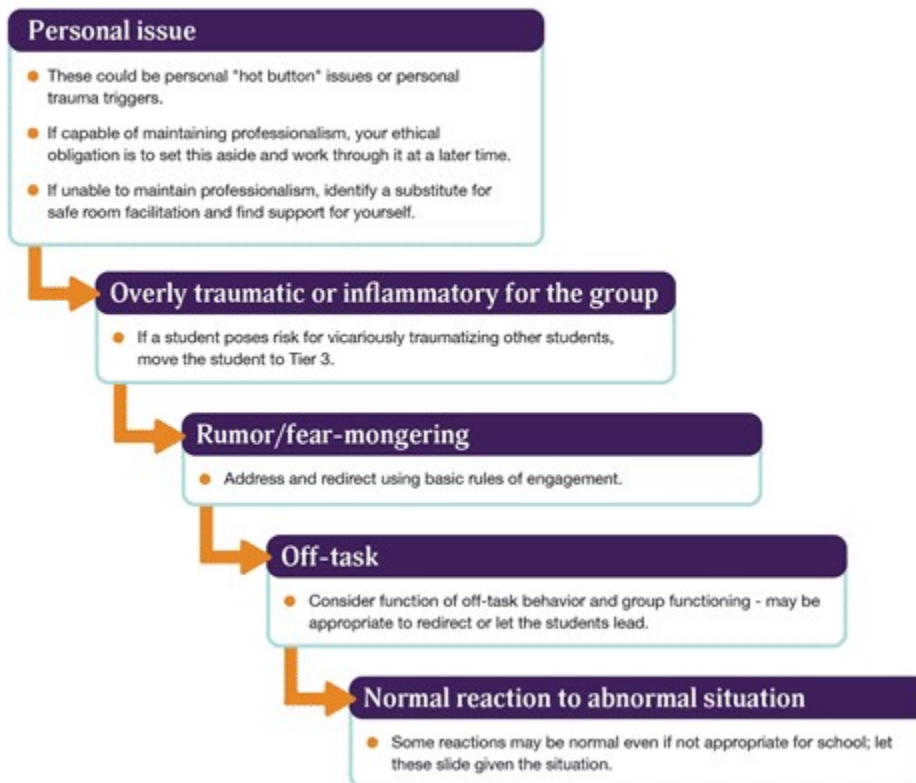 Personal issue
These could be personal "hot button" issues or personal
trauma triggers.
If capable of maintaining professionalism, your ethical
obligation is to set this aside and work through it at a later time.
If unable to maintain professionalism, identify a substitute for
safe room facilitation and find support for yourself.
Overly traumatic or inflammatory for the group
If a student poses risk for vicariously traumatizing other students,
move the student to Tier 3.
Rumor/fear-mongering
Address and redirect using basic rules of engagement.
Off-task
Consider function of off-task behavior and group functioning - may be
appropriate to redirect or let the students lead.
Normal reaction to abnormal situation
Some reactions may be normal even if not appropriate for school; let
these slide given the situation.